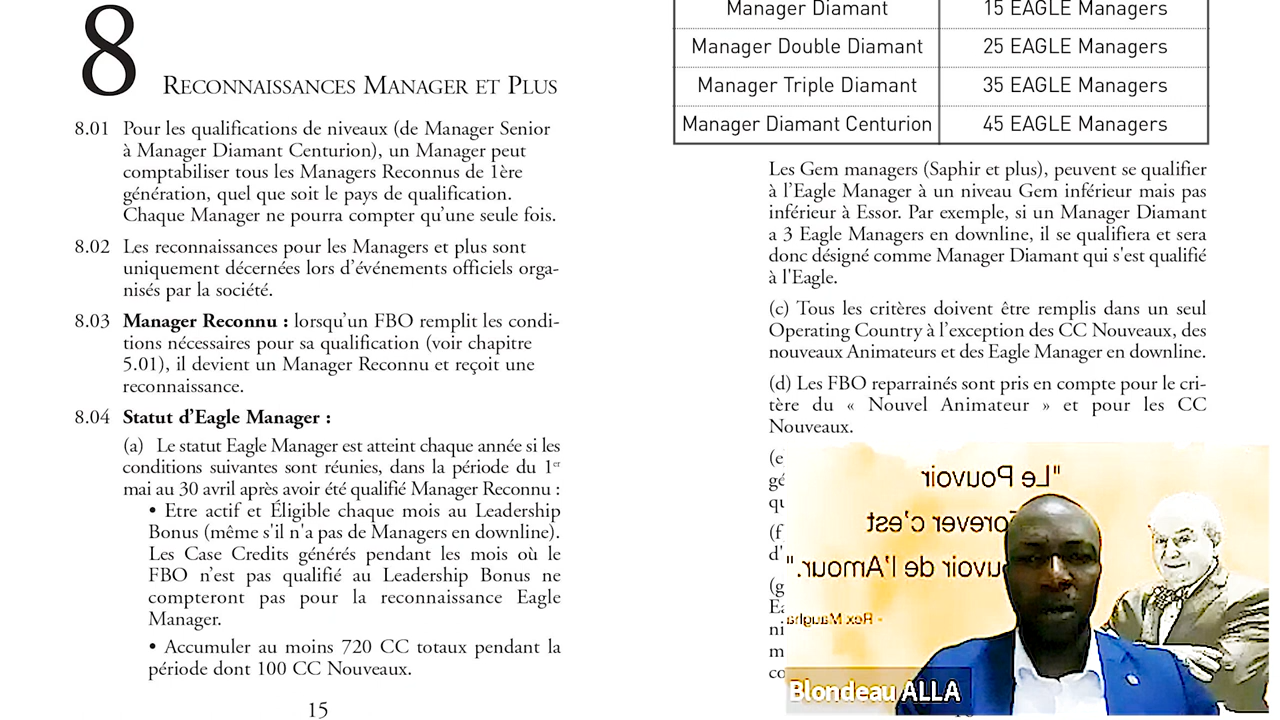 8
RECONNAISSANCES MANAGER ET PLUS
8.01 Pour les qualifications de niveaux (de Manager Senior
à Manager Diamant Centurion), un Manager peut
comptabiliser tous les Managers Reconnus de 1ère
génération, quel que soit le pays de qualification.
Chaque Manager ne pourra compter qu'une seule fois.
8.02 Les reconnaissances pour les Managers et plus sont
uniquement décernées lors d'événements officiels orga-
nisés par la société.
8.03 Manager Reconnu : lorsqu'un FBO remplit les condi-
tions nécessaires pour sa qualification (voir chapitre
5.01), il devient un Manager Reconnu et reçoit une
reconnaissance.
8.04 Statut d'Eagle Manager :
(a) Le statut Eagle Manager est atteint chaque année si les
conditions suivantes sont réunies, dans la période du 1er
mai au 30 avril après avoir été qualifié Manager Reconnu :
• Etre actif et Éligible chaque mois au Leadership
Bonus (même s'il n'a pas de Managers en downline).
Les Case Credits générés pendant les mois où le
FBO n'est pas qualifié au Leadership Bonus ne
compteront pas pour la reconnaissance Eagle
Manager.
• Accumuler au moins 720 CC totaux pendant la
période dont 100 CC Nouveaux.
15
Manager Diamant 15 EAGLE Managers
Manager Double Diamant 25 EAGLE Managers
Manager Triple Diamant 35 EAGLE Managers
Manager Diamant Centurion 45 EAGLE Managers
Les Gem managers (Saphir et plus), peuvent se qualifier
à l'Eagle Manager à un niveau Gem inférieur mais pas
inférieur à Essor. Par exemple, si un Manager Diamant
a 3 Eagle Managers en downline, il se qualifiera et sera
donc désigné comme Manager Diamant qui s'est qualifié
à l'Eagle.
(c) Tous les critères doivent être remplis dans un seul
Operating Country à l'exception des CC Nouveaux, des
nouveaux Animateurs et des Eagle Manager en downline.
(d) Les FBO reparrainés sont pris en compte pour le cri-
tère du « Nouvel Animateur » et pour les CC
Nouveaux.
(e
gé
qu
(f
d'
(g
Ea
ni
m
co
"Le Pouvoir
Forever c'est
ouvoir de l'Amour."
- Rex Maugha
Blondeau ALLA